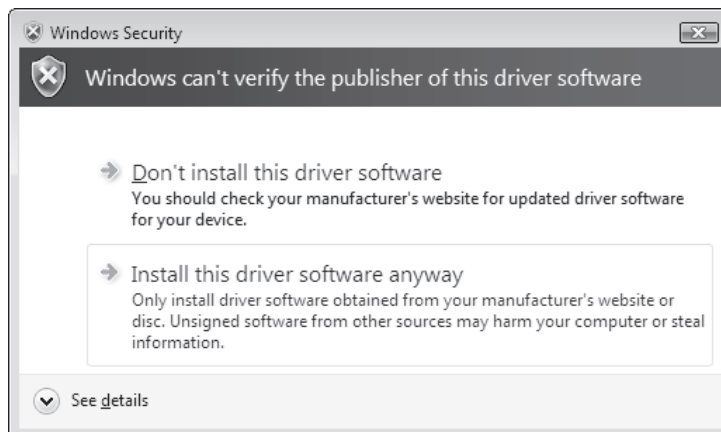 Windows Security
Windows can't verify the publisher of this driver software
Don't install this driver software
You should check your manufacturer's website for updated driver software
for your device.
Install this driver software anyway
Only install driver software obtained from your manufacturer's website or
disc. Unsigned software from other sources may harm your computer or steal
information.
See details